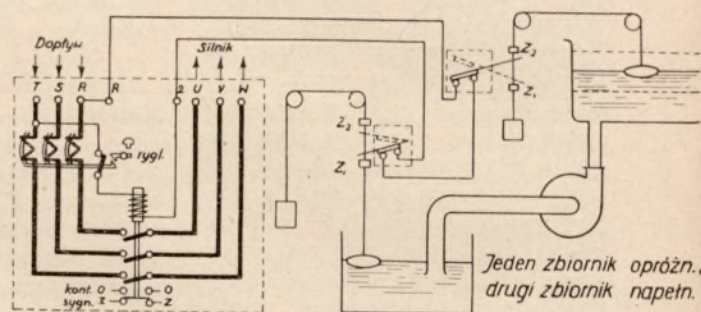 Dopływ
Silnik
T S R R 2 U V W
rygl.
kont. O O
sygn. Z Z
Z₂
Z₁
Z₂
Z₁
Jeden zbiornik opróżn.,
drugi zbiornik napełn.